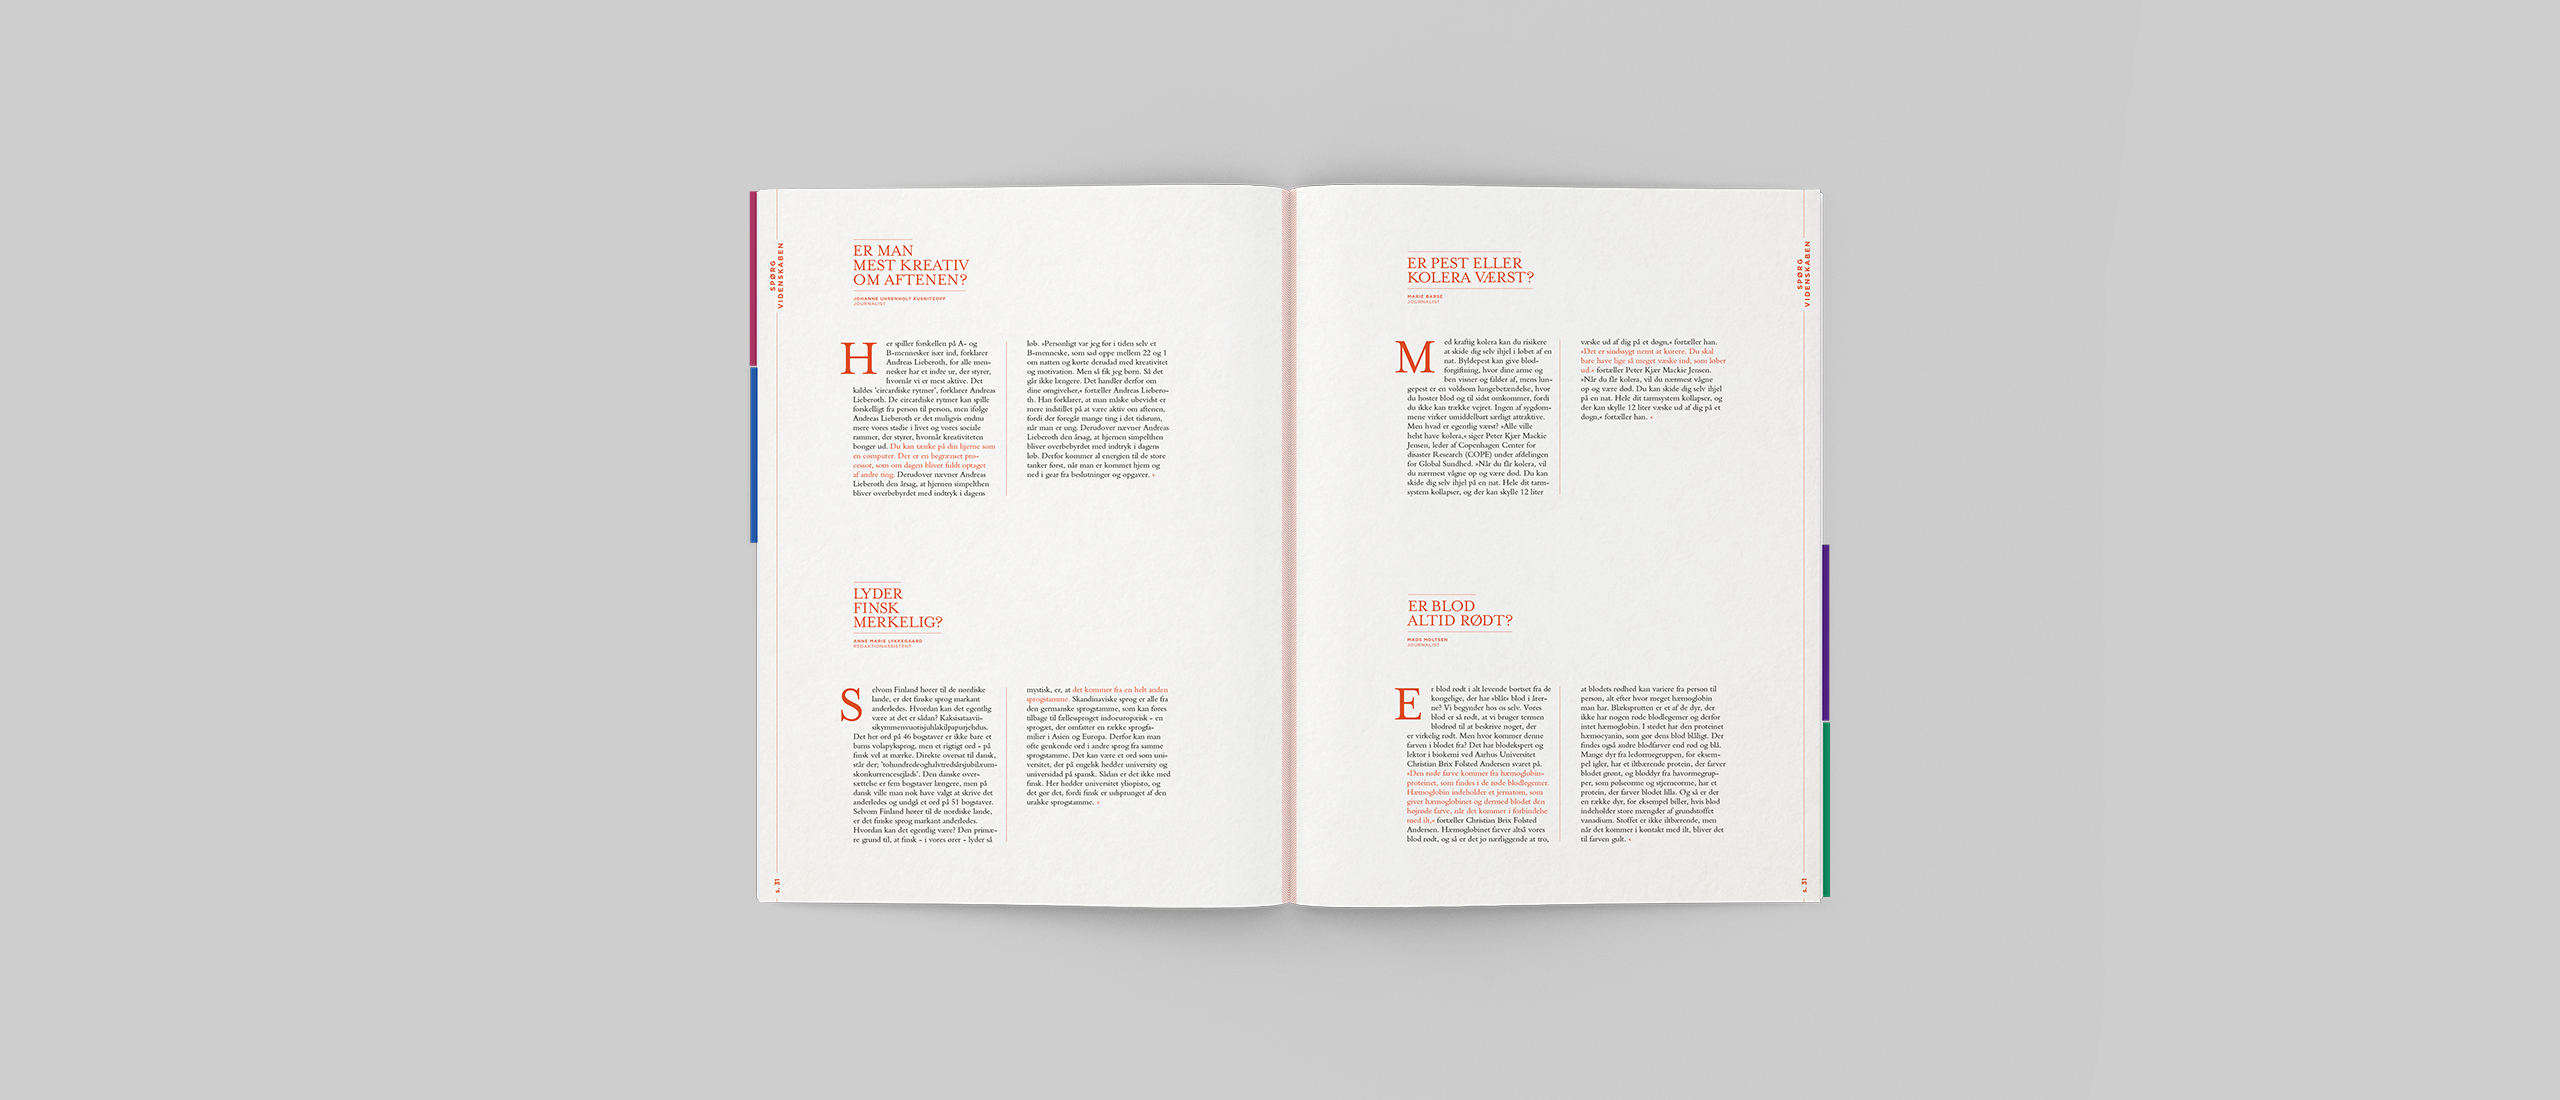 SPØRG
VIDENSKABEN
ER MAN
MEST KREATIV
OM AFTENEN?
JOHANNE UHRENHOLT KUSNITZOFF
JOURNALIST
Her spiller forskellen på A- og
B-mennesker især ind, forklarer
Andreas Lieberoth, for alle men-
nesker har et indre ur, der styrer,
hvornår vi er mest aktive. Det
kaldes 'circardiske rytmer', forklarer Andreas
Lieberoth. De circardiske rytmer kan spille
forskelligt fra person til person, men ifølge
Andreas Lieberoth er det muligvis endnu
mere vores stadie i livet og vores sociale
rammer, der styrer, hvornår kreativiteten
bonger ud. Du kan tænke på din hjerne som
en computer. Der er en begrænset pro-
cessor, som om dagen bliver fuldt optaget
af andre ting. Derudover nævner Andreas
Lieberoth den årsag, at hjernen simpelthen
bliver overbebyrdet med indtryk i dagens
løb. »Personligt var jeg før i tiden selv et
B-menneske, som sad oppe mellem 22 og 1
om natten og kørte derudad med kreativitet
og motivation. Men så fik jeg børn. Så det
går ikke længere. Det handler derfor om
dine omgivelser,« fortæller Andreas Liebero-
th. Han forklarer, at man måske ubevidst er
mere indstillet på at være aktiv om aftenen,
fordi der foregår mange ting i det tidsrum,
når man er ung. Derudover nævner Andreas
Lieberoth den årsag, at hjernen simpelthen
bliver overbebyrdet med indtryk i dagens
løb. Derfor kommer al energien til de store
tanker først, når man er kommet hjem og
ned i gear fra beslutninger og opgaver. ‹
LYDER
FINSK
MERKELIG?
ANNE MARIE LYKKEGAARD
REDAKTIONASSISTENT
Selvom Finland hører til de nordiske
lande, er det finske sprog markant
anderledes. Hvordan kan det egentlig
være at det er sådan? Kaksisataavii-
sikymmenvuotisjuhlakilpapurjehdus.
Det her ord på 46 bogstaver er ikke bare et
barns volapyksprog, men et rigtigt ord - på
finsk vel at mærke. Direkte oversat til dansk,
står der; 'tohundredeoghalvtredsårsjubilæum-
skonkurrencesejlads'. Den danske over-
sættelse er fem bogstaver længere, men på
dansk ville man nok have valgt at skrive det
anderledes og undgå et ord på 51 bogstaver.
Selvom Finland hører til de nordiske lande,
er det finske sprog markant anderledes.
Hvordan kan det egentlig være? Den primæ-
re grund til, at finsk - i vores ører - lyder så
mystisk, er, at det kommer fra en helt anden
sprogstamme. Skandinaviske sprog er alle fra
den germanske sprogstamme, som kan føres
tilbage til fællessproget indoeuropæisk - en
sproget, der omfatter en række sprogfa-
milier i Asien og Europa. Derfor kan man
ofte genkende ord i andre sprog fra samme
sprogstamme. Det kan være et ord som uni-
versitet, der på engelsk hedder university og
universidad på spansk. Sådan er det ikke med
finsk. Her hedder universitet yliopisto, og
det gør det, fordi finsk er udsprunget af den
uralske sprogstamme. ‹
s. 31
ER PEST ELLER
KOLERA VÆRST?
MARIE BARSE
JOURNALIST
Med kraftig kolera kan du risikere
at skide dig selv ihjel i løbet af en
nat. Byldepest kan give blod-
forgiftning, hvor dine arme og
ben visner og falder af, mens lun-
gepest er en voldsom lungebetændelse, hvor
du hoster blod og til sidst omkommer, fordi
du ikke kan trække vejret. Ingen af sygdom-
mene virker umiddelbart særligt attraktive.
Men hvad er egentlig værst? »Alle ville
helst have kolera,« siger Peter Kjær Mackie
Jensen, leder af Copenhagen Center for
disaster Research (COPE) under afdelingen
for Global Sundhed. »Når du får kolera, vil
du nærmest vågne op og være død. Du kan
skide dig selv ihjel på en nat. Hele dit tarm-
system kollapser, og der kan skylle 12 liter
væske ud af dig på et døgn,« fortæller han.
»Det er sindssygt nemt at kurere. Du skal
bare have lige så meget væske ind, som løber
ud.« fortæller Peter Kjær Mackie Jensen.
»Når du får kolera, vil du nærmest vågne
op og være død. Du kan skide dig selv ihjel
på en nat. Hele dit tarmsystem kollapser, og
der kan skylle 12 liter væske ud af dig på et
døgn,« fortæller han. ‹
ER BLOD
ALTID RØDT?
MADS MOLTSEN
JOURNALIST
Er blod rødt i alt levende bortset fra de
kongelige, der har »blåt« blod i årer-
ne? Vi begynder hos os selv. Vores
blod er så rødt, at vi bruger termen
blodrød til at beskrive noget, der
er virkelig rødt. Men hvor kommer denne
farven i blodet fra? Det har blodekspert og
lektor i biokemi ved Aarhus Universitet
Christian Brix Folsted Andersen svaret på.
»Den røde farve kommer fra hæmoglobin-
proteinet, som findes i de røde blodlegemer.
Hæmoglobin indeholder et jernatom, som
giver hæmoglobinet og dermed blodet den
højrøde farve, når det kommer i forbindelse
med ilt,« fortæller Christian Brix Folsted
Andersen. Hæmoglobinet farver altså vores
blod rødt, og så er det jo nærliggende at tro,
at blodets rødhed kan variere fra person til
person, alt efter hvor meget hæmoglobin
man har. Blæksprutten er et af de dyr, der
ikke har nogen røde blodlegemer og derfor
intet hæmoglobin. I stedet har den proteinet
hæmocyanin, som gør dens blod blåligt. Der
findes også andre blodfarver end rød og blå.
Mange dyr fra ledormegruppen, for eksem-
pel igler, har et iltbærende protein, der farver
blodet grønt, og bløddyr fra havormegrup-
per, som pølseorme og stjerneorme, har et
protein, der farver blodet lilla. Og så er der
en række dyr, for eksempel biller, hvis blod
indeholder store mængder af grundstoffet
vanadium. Stoffet er ikke iltbærende, men
når det kommer i kontakt med ilt, bliver det
til farven gult. ‹
SPØRG
VIDENSKABEN
s. 31